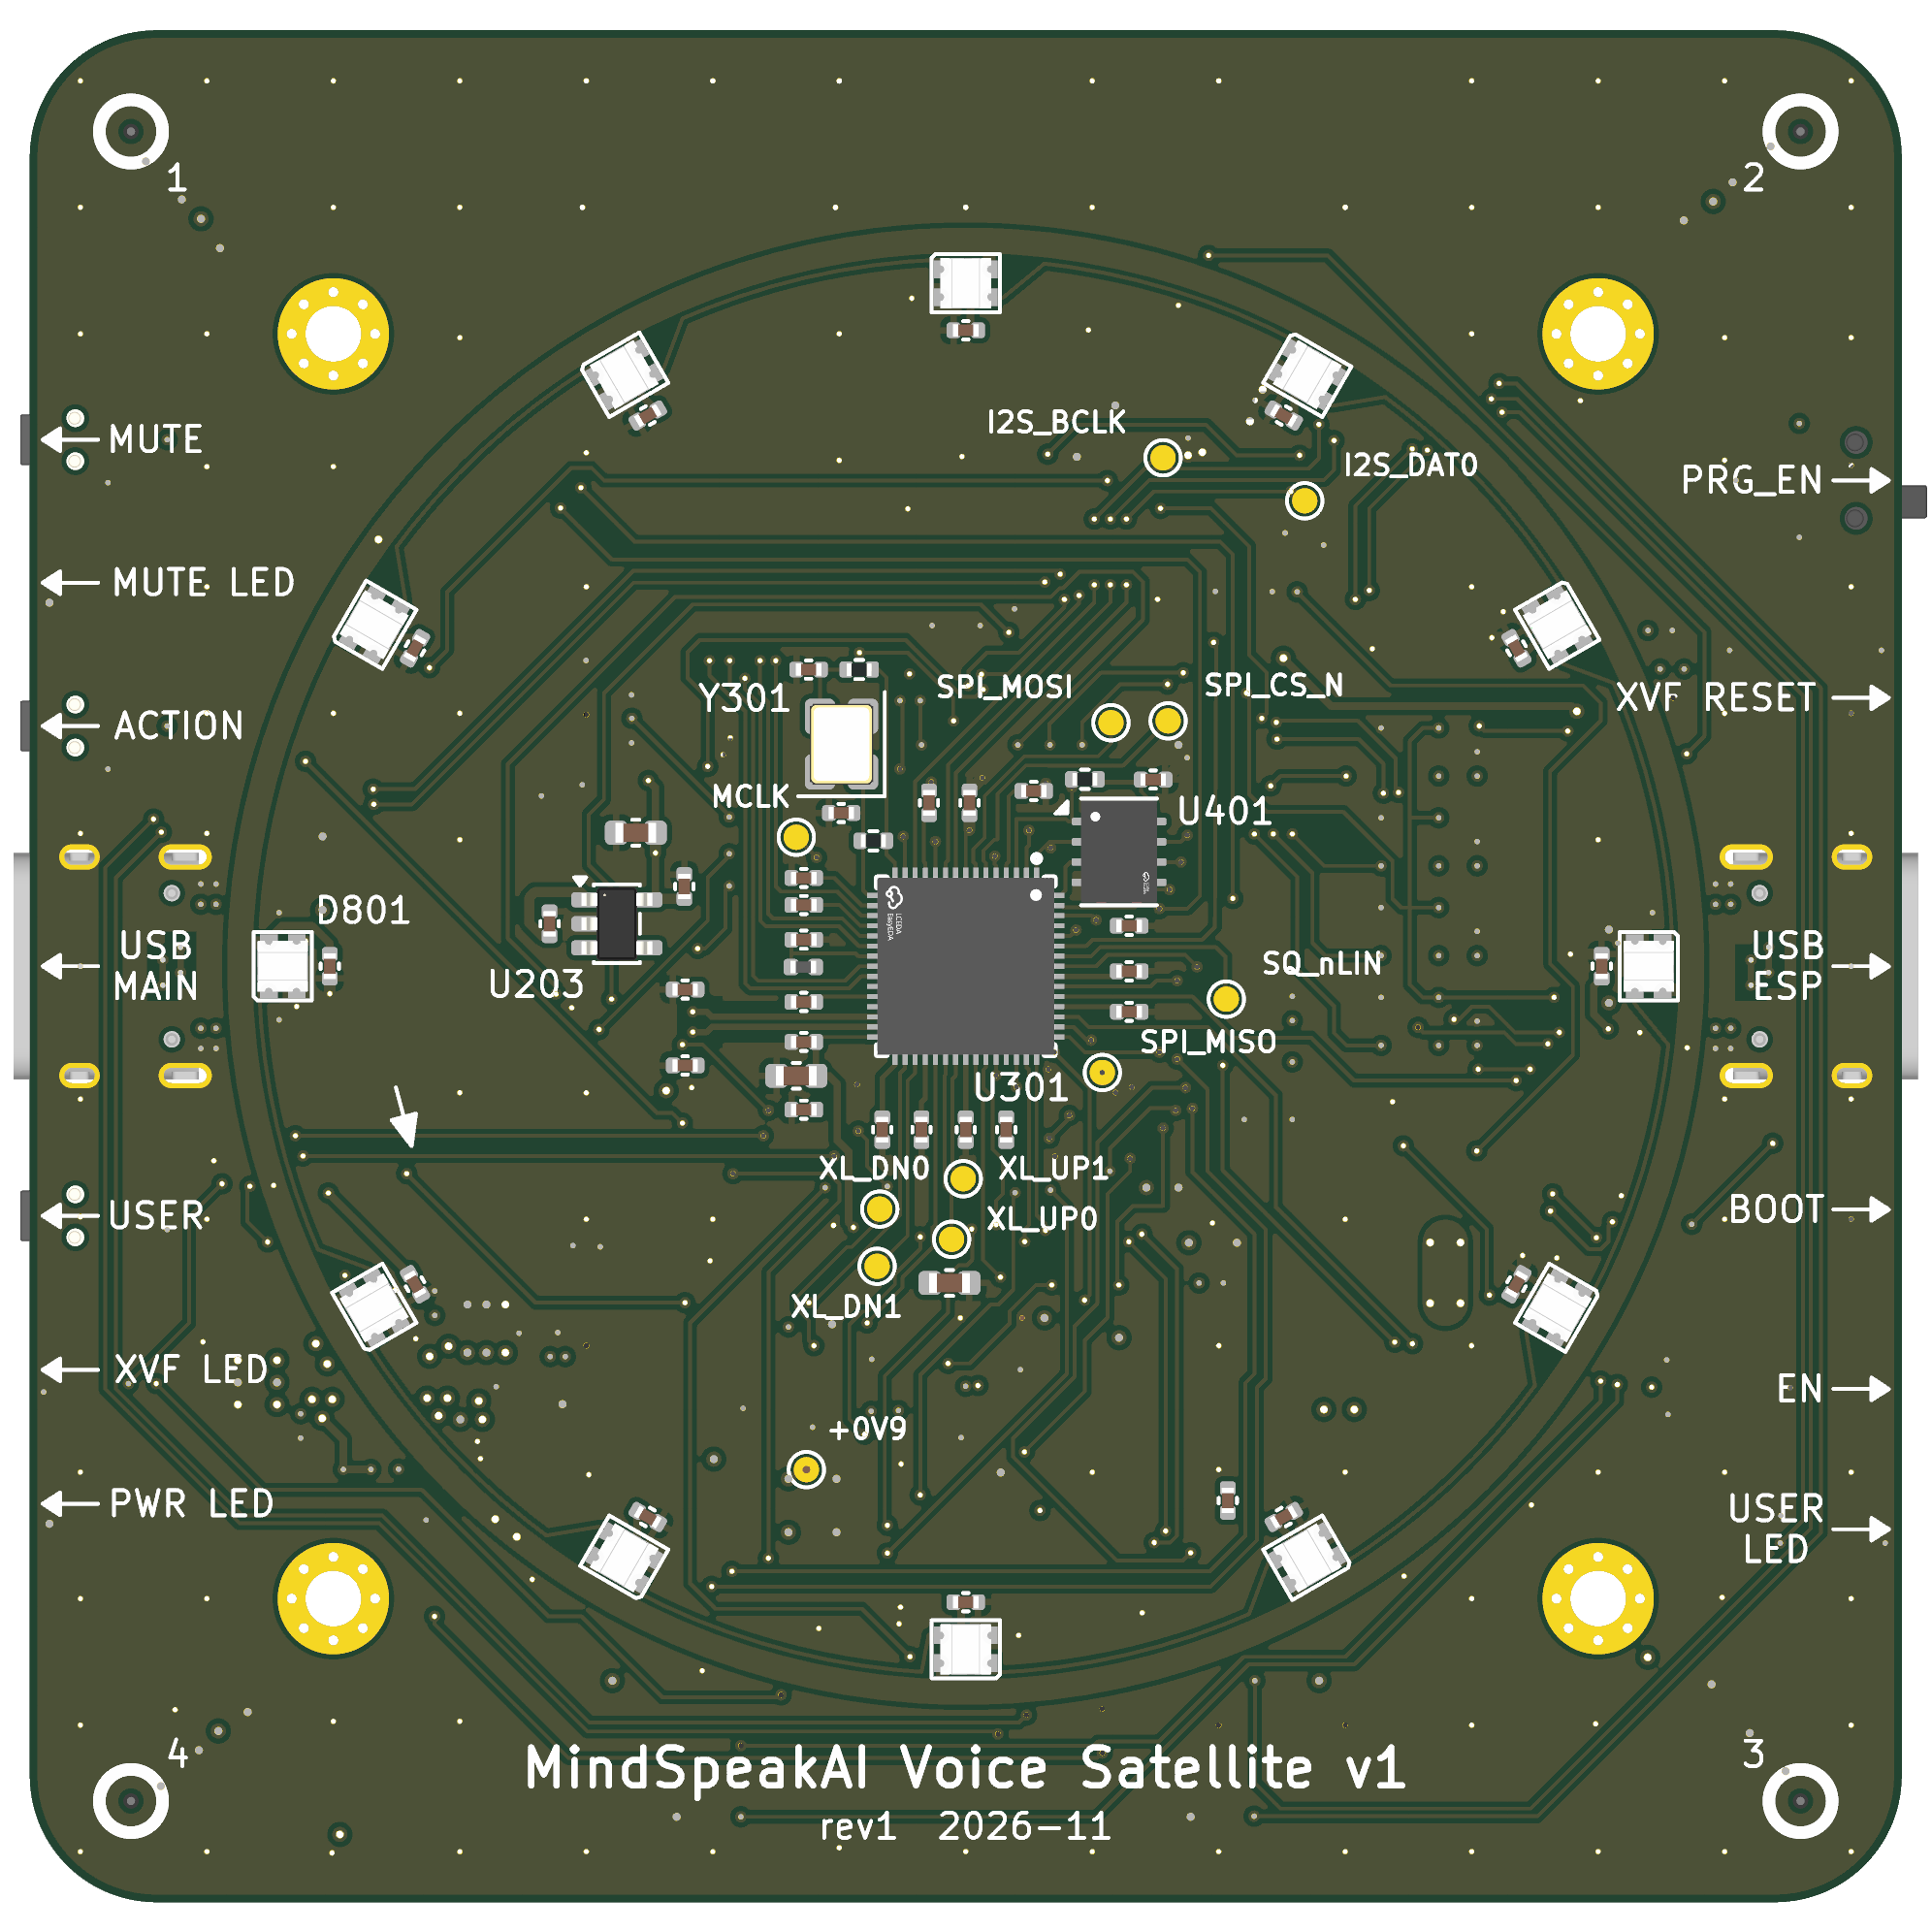 1
2
MUTE
I2S_BCLK
I2S_DAT0
PRG_EN
MUTE LED
Y301
SPI_MOSI
SPI_CS_N
XVF RESET
ACTION
MCLK
U401
LCEDA
EasyEDA
D801
USB
MAIN
U203
SQ_nLIN
USB
ESP
SPI_MISO
U301
XL_DN0
XL_UP1
USER
XL_UP0
BOOT
XL_DN1
XVF LED
EN
+0V9
PWR LED
USER
LED
4
3
MindSpeakAI Voice Satellite v1
rev1 2026-11